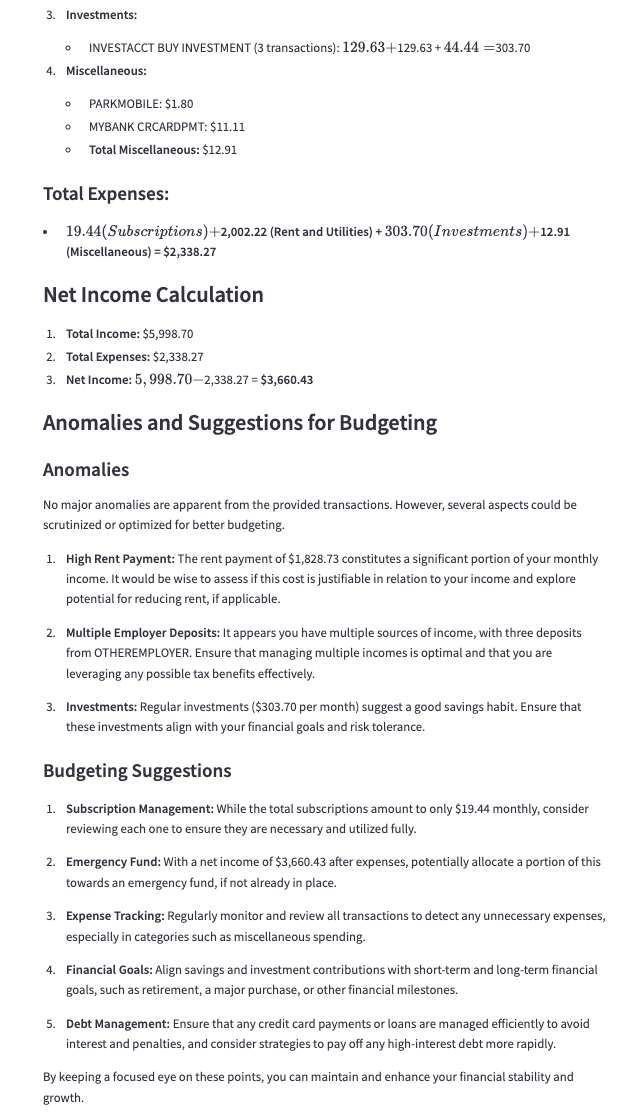 3. Investments:
INVESTACCT BUY INVESTMENT (3 transactions): 129.63+129.63 + 44.44 =303.70
4. Miscellaneous:
PARKMOBILE: $1.80
MYBANK CRCARDPMT: $11.11
Total Miscellaneous: $12.91
Total Expenses:
19.44(Subscriptions)+2,002.22 (Rent and Utilities) + 303.70(Investments)+12.91
(Miscellaneous) = $2,338.27
Net Income Calculation
1. Total Income: $5,998.70
2. Total Expenses: $2,338.27
3. Net Income: 5, 998.70−2,338.27 = $3,660.43
Anomalies and Suggestions for Budgeting
Anomalies
No major anomalies are apparent from the provided transactions. However, several aspects could be
scrutinized or optimized for better budgeting.
1. High Rent Payment: The rent payment of $1,828.73 constitutes a significant portion of your monthly
income. It would be wise to assess if this cost is justifiable in relation to your income and explore
potential for reducing rent, if applicable.
2. Multiple Employer Deposits: It appears you have multiple sources of income, with three deposits
from OTHEREMPLOYER. Ensure that managing multiple incomes is optimal and that you are
leveraging any possible tax benefits effectively.
3. Investments: Regular investments ($303.70 per month) suggest a good savings habit. Ensure that
these investments align with your financial goals and risk tolerance.
Budgeting Suggestions
1. Subscription Management: While the total subscriptions amount to only $19.44 monthly, consider
reviewing each one to ensure they are necessary and utilized fully.
2. Emergency Fund: With a net income of $3,660.43 after expenses, potentially allocate a portion of this
towards an emergency fund, if not already in place.
3. Expense Tracking: Regularly monitor and review all transactions to detect any unnecessary expenses,
especially in categories such as miscellaneous spending.
4. Financial Goals: Align savings and investment contributions with short-term and long-term financial
goals, such as retirement, a major purchase, or other financial milestones.
5. Debt Management: Ensure that any credit card payments or loans are managed efficiently to avoid
interest and penalties, and consider strategies to pay off any high-interest debt more rapidly.
By keeping a focused eye on these points, you can maintain and enhance your financial stability and
growth.